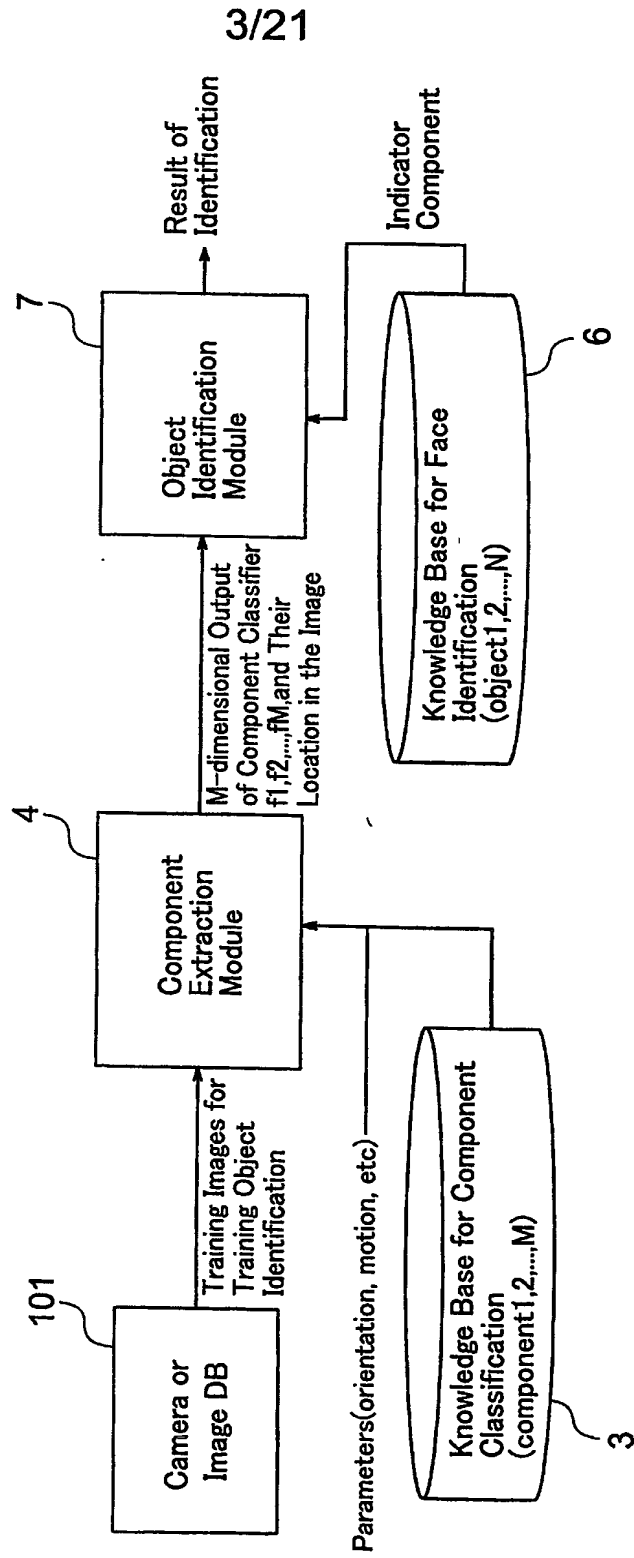 3/21
101
Camera or
Image DB
Training Images for
Training Object
Identification
4
Component
Extraction
Module
M-dimensional Output
of Component Classifier
f1,f2,...,fM,and Their
Location in the Image
7
Object
Identification
Module
Result of
Identification
Parameters(orientation, motion, etc)
Knowledge Base for Component
Classification
(component1,2,...,M)
3
Knowledge Base for Face
Identification
(object1,2,...,N)
6
Indicator
Component